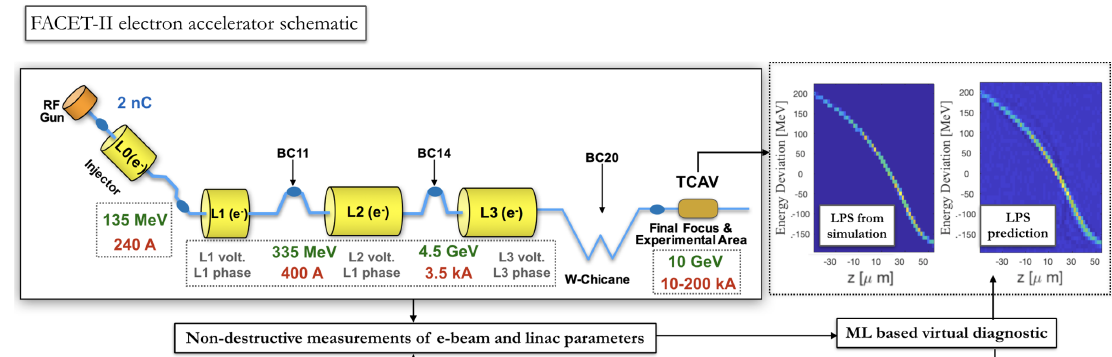 FACET-II electron accelerator schematic
RF
Gun
2 nC
L0(e-)
Injector
135 MeV
240 A
L1 (e-)
BC11
L2 (e-)
BC14
L3 (e-)
BC20
W-Chicane
TCAV
Final Focus &
Experimental Area
10 GeV
10-200 kA
L1 volt.
L1 phase
335 MeV
400 A
L2 volt.
L1 phase
4.5 GeV
3.5 kA
L3 volt.
L3 phase
Energy Deviation [MeV]
200
150
100
50
0
-50
-100
-150
LPS from
simulation
-30 -10 10 30 50
z [μ m]
Energy Deviation [MeV]
200
150
100
50
0
-50
-100
-150
LPS
prediction
-30 -10 10 30 50
z [μ m]
Non-destructive measurements of e-beam and linac parameters
ML based virtual diagnostic